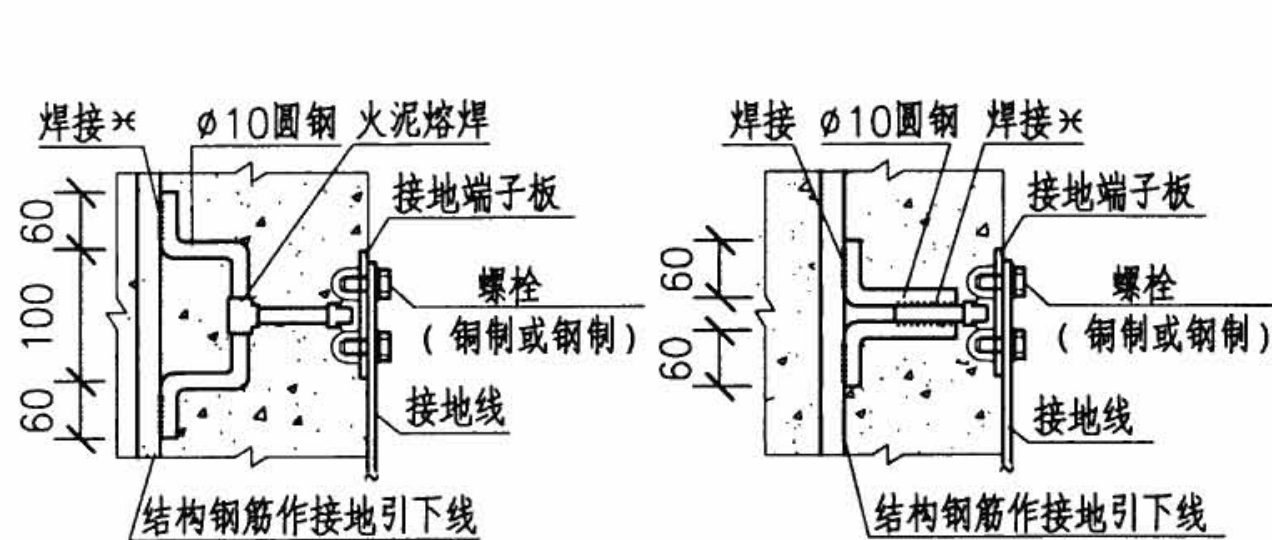 焊接⚹ ⌀10圆钢 火泥熔焊
接地端子板
60
100
60
螺栓
(铜制或钢制)
接地线
结构钢筋作接地引下线
焊接 ⌀10圆钢 焊接⚹
接地端子板
60
60
螺栓
(铜制或钢制)
接地线
结构钢筋作接地引下线